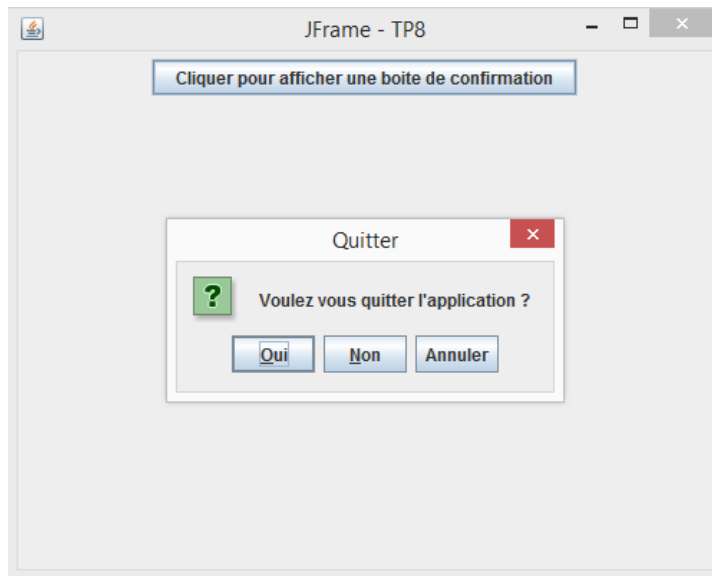 JFrame - TP8
Cliquer pour afficher une boite de confirmation
Quitter
?
Voulez vous quitter l'application ?
Oui Non Annuler